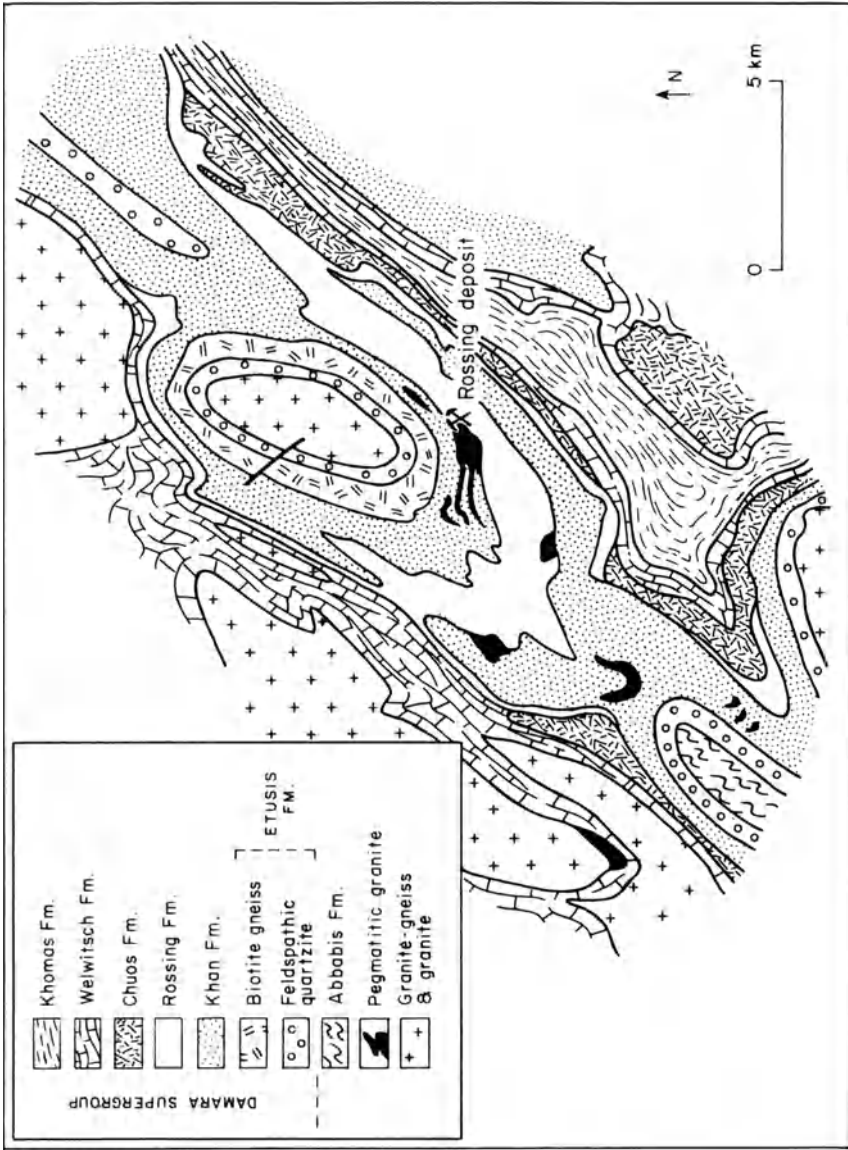 DAMARA SUPERGROUP
Khomas Fm.
Welwitsch Fm.
Chuos Fm.
Rossing Fm.
Khan Fm.
Biotite gneiss
Feldspathic
quartzite
ETUSIS
FM.
Abbabis Fm.
Pegmatitic granite
Granite-gneiss
& granite
Rossing deposit
N
0 5 km